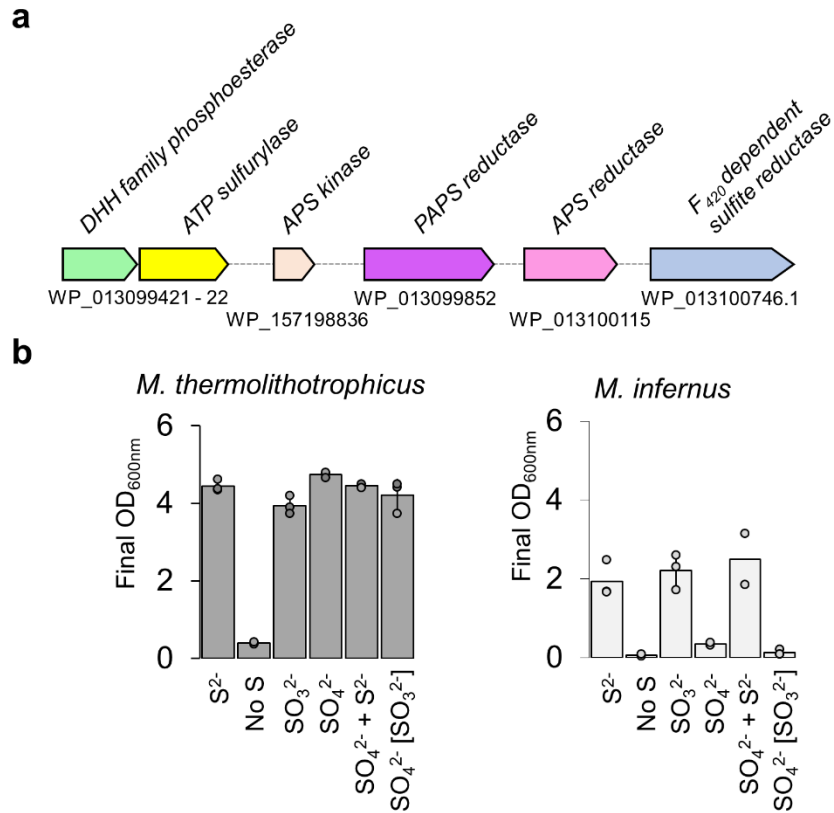 a
DHH family phosphoesterase
ATP sulfurylase
APS kinase
PAPS reductase
APS reductase
F420 dependent
sulfite reductase
WP_013099421 - 22
WP_157198836
WP_013099852
WP_013100115
WP_013100746.1
b
M. thermolithotrophicus
Final OD600nm
6
4
2
0
S2-
No S
SO32-
SO42-
SO42- + S2-
SO42- [SO32-]
M. infernus
Final OD600nm
6
4
2
0
S2-
No S
SO32-
SO42-
SO42- + S2-
SO42- [SO32-]